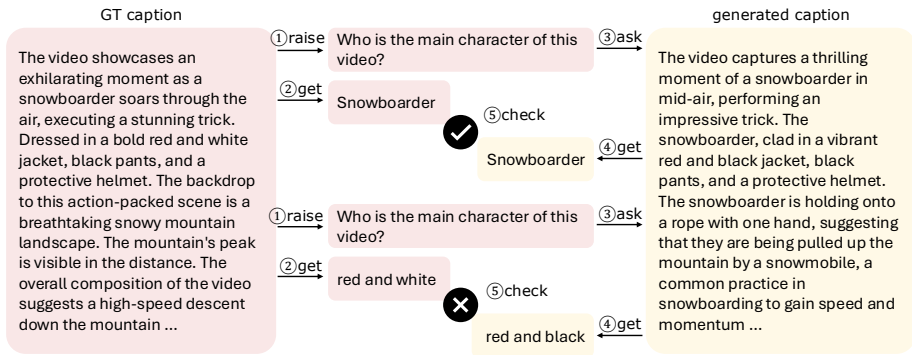 GT caption
generated caption
The video showcases an
exhilarating moment as a
snowboarder soars through the
air, executing a stunning trick.
Dressed in a bold red and white
jacket, black pants, and a
protective helmet. The backdrop
to this action-packed scene is a
breathtaking snowy mountain
landscape. The mountain's peak
is visible in the distance. The
overall composition of the video
suggests a high-speed descent
down the mountain ...
①raise
Who is the main character of this
video?
③ask
②get
Snowboarder
⑤check
Snowboarder
④get
①raise
Who is the main character of this
video?
③ask
②get
red and white
⑤check
red and black
④get
The video captures a thrilling
moment of a snowboarder in
mid-air, performing an
impressive trick. The
snowboarder, clad in a vibrant
red and black jacket, black
pants, and a protective helmet.
The snowboarder is holding onto
a rope with one hand, suggesting
that they are being pulled up the
mountain by a snowmobile, a
common practice in
snowboarding to gain speed and
momentum ...